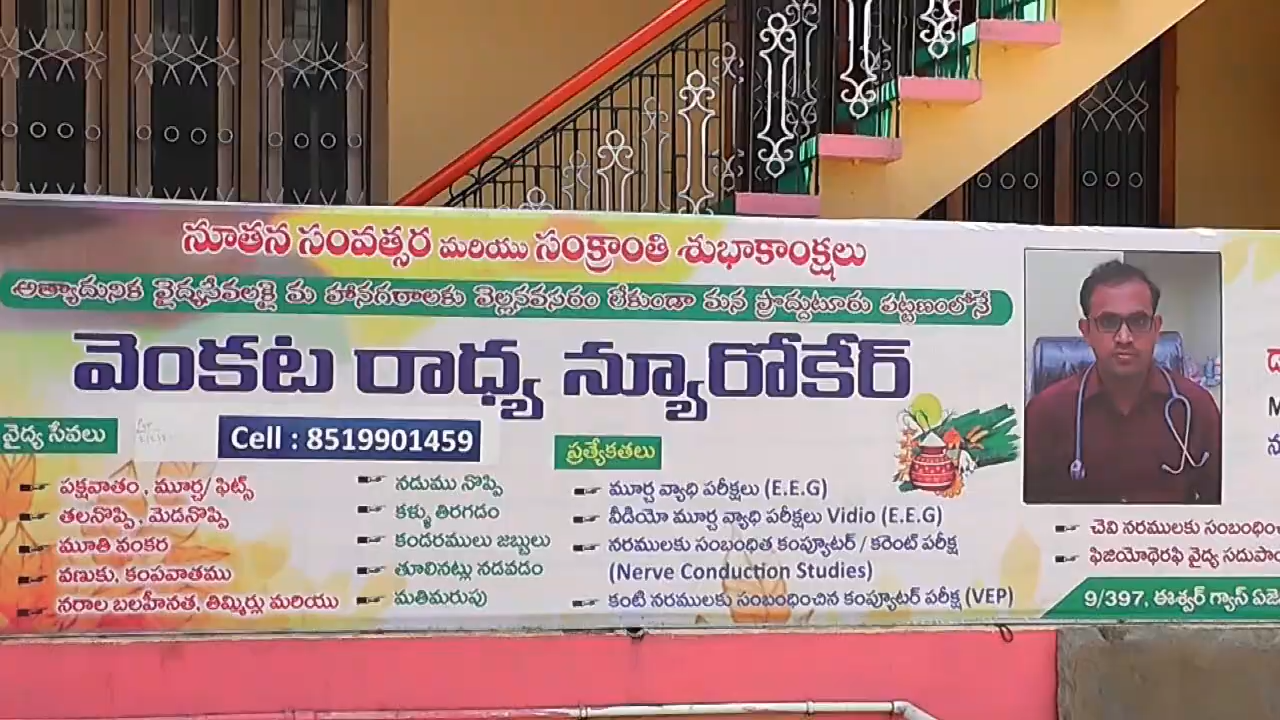 నూతన సంవత్సర మరియు సంక్రాంతి శుభాకాంక్షలు
అత్యాదునిక వైద్యసేవలకై మ హానగరాలకు వెల్లనవసరం లేకుండా మన ప్రొద్దుటూరు పట్టణంలోనే
వెంకట రాధ్య న్యూరోకేర్
వైద్య సేవలు
Cell : 8519901459
పక్షవాతం, మూర్ఛ/ ఫిట్స్
తలనొప్పి, మెడనొప్పి
మూతి వంకర
వణుకు, కంపవాతము
నరాల బలహీనత, తిమ్మిర్లు మరియు
నడుము నొప్పి
కళ్ళు తిరగడం
కండరములు జబ్బులు
తూలినట్లు నడవడం
మతిమరుపు
ప్రత్యేకతలు
మూర్ఛ వ్యాధి పరీక్షలు (E.E.G)
వీడియో మూర్ఛ వ్యాధి పరీక్షలు Vidio (E.E.G)
నరములకు సంబంధిత కంప్యూటర్ / కరెంట్ పరీక్ష
(Nerve Conduction Studies)
కంటి నరములకు సంబంధించిన కంప్యూటర్ పరీక్ష (VEP)
M
చెవి నరములకు
ఫిజియోథెరఫి వైద్య
9/397, ఈశ్వర్ గ్యాస్